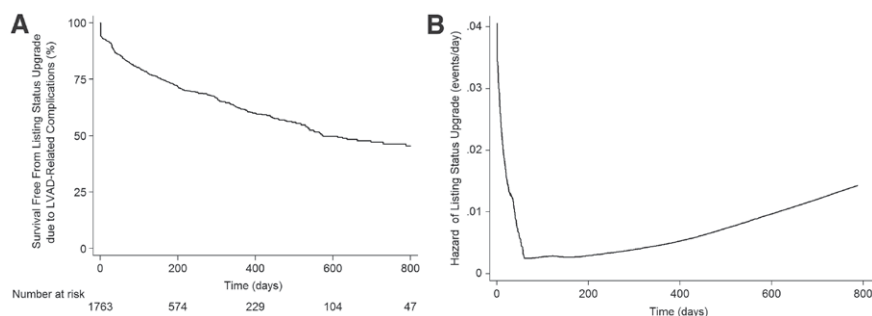 A
Survival Free From Listing Status Upgrade
due to LVAD-Related Complications (%)
100
75
50
25
0
0 200 400 600 800
Time (days)
Number at risk
1763 574 229 104 47
B
Hazard of Listing Status Upgrade (events/day)
.04
.03
.02
.01
0
0 200 400 600 800
Time (days)